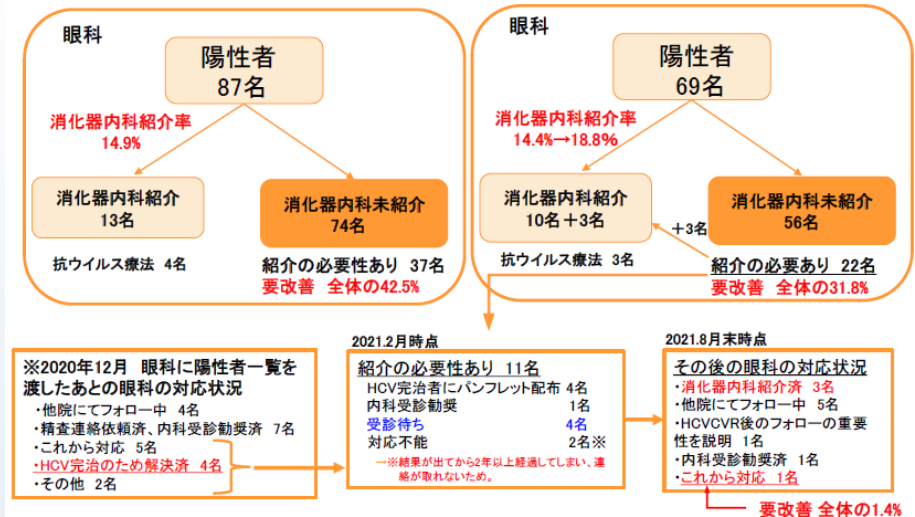 眼科
陽性者
87名
消化器内科紹介率
14.9%
消化器内科紹介
13名
消化器内科未紹介
74名
抗ウイルス療法 4名
紹介の必要性あり 37名
要改善 全体の42.5%
眼科
陽性者
69名
消化器内科紹介率
14.4%→18.8%
消化器内科紹介
10名＋3名
＋3名
消化器内科未紹介
56名
抗ウイルス療法 3名
紹介の必要あり 22名
要改善 全体の31.8%
※2020年12月 眼科に陽性者一覧を
渡したあとの眼科の対応状況
・他院にてフォロー中 4名
・精査連絡依頼済、内科受診勧奨済 7名
・これから対応 5名
・HCV完治のため解決済 4名
・その他 2名
2021.2月時点
紹介の必要性あり 11名
HCV完治者にパンフレット配布 4名
内科受診勧奨 1名
受診待ち 4名
対応不能 2名※
→※結果が出てから2年以上経過してしまい、連
絡が取れないため。
2021.8月末時点
その後の眼科の対応状況
・消化器内科紹介済 3名
・他院にてフォロー中 5名
・HCVCVR後のフォローの重要
性を説明 1名
・内科受診勧奨済 1名
・これから対応 1名
要改善 全体の1.4%